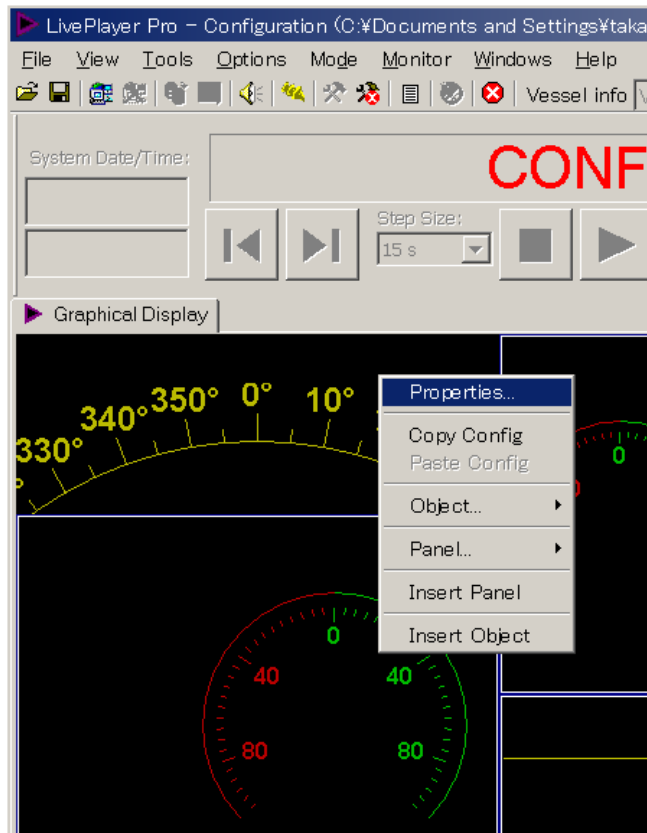 LivePlayer Pro - Configuration (C:¥Documents and Settings¥taka
File View Tools Options Mode Monitor Windows Help
Vessel info
System Date/Time:
CONF
Step Size:
15 s
Graphical Display
330° 340° 350° 0° 10°
Properties...
Copy Config
Paste Config
Object...
Panel...
Insert Panel
Insert Object
0
0
40 40
80 80